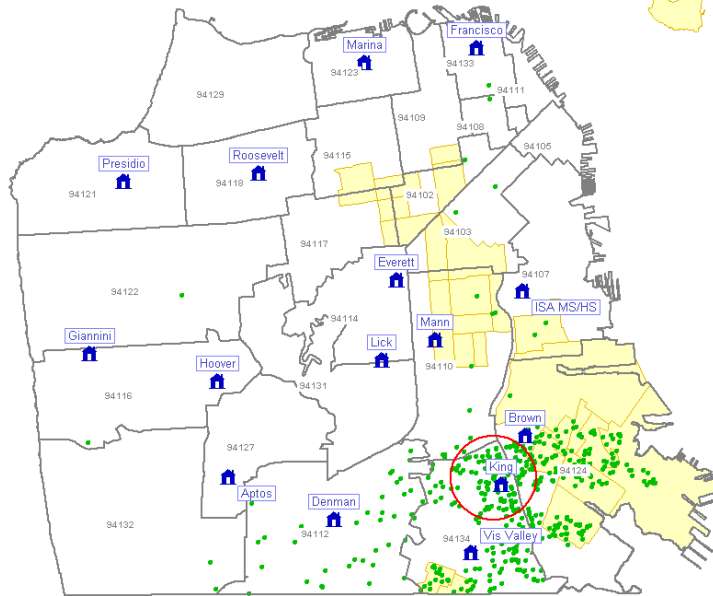 Marina
94123
Francisco
94133
94111
94129
94109
94108
94105
94115
Presidio
94121
Roosevelt
94118
94102
94103
94117
Everett
94107
94122
94114
ISA MS/HS
Giannini
Mann
Hoover
Lick
94110
94116
94131
Brown
94127
King
94124
Aptos
Denman
94132
94112
Vis Valley
94134